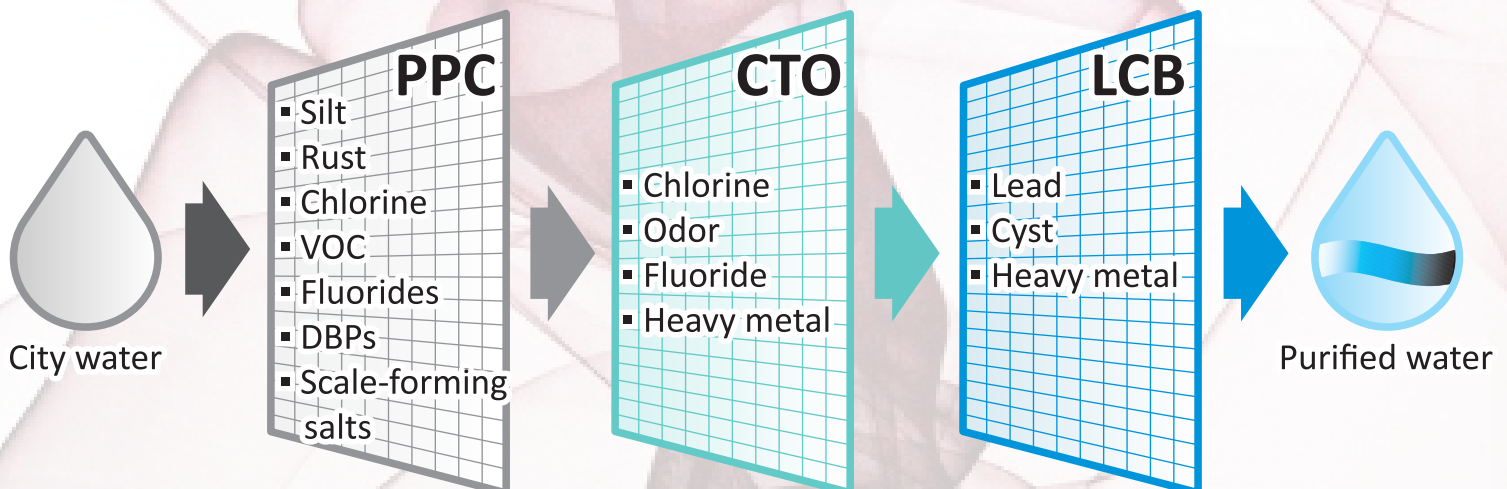 PPC
▪ Silt
▪ Rust
▪ Chlorine
▪ VOC
▪ Fluorides
▪ DBPs
▪ Scale-forming
salts
CTO
▪ Chlorine
▪ Odor
▪ Fluoride
▪ Heavy metal
LCB
▪ Lead
▪ Cyst
▪ Heavy metal
City water
Purified water